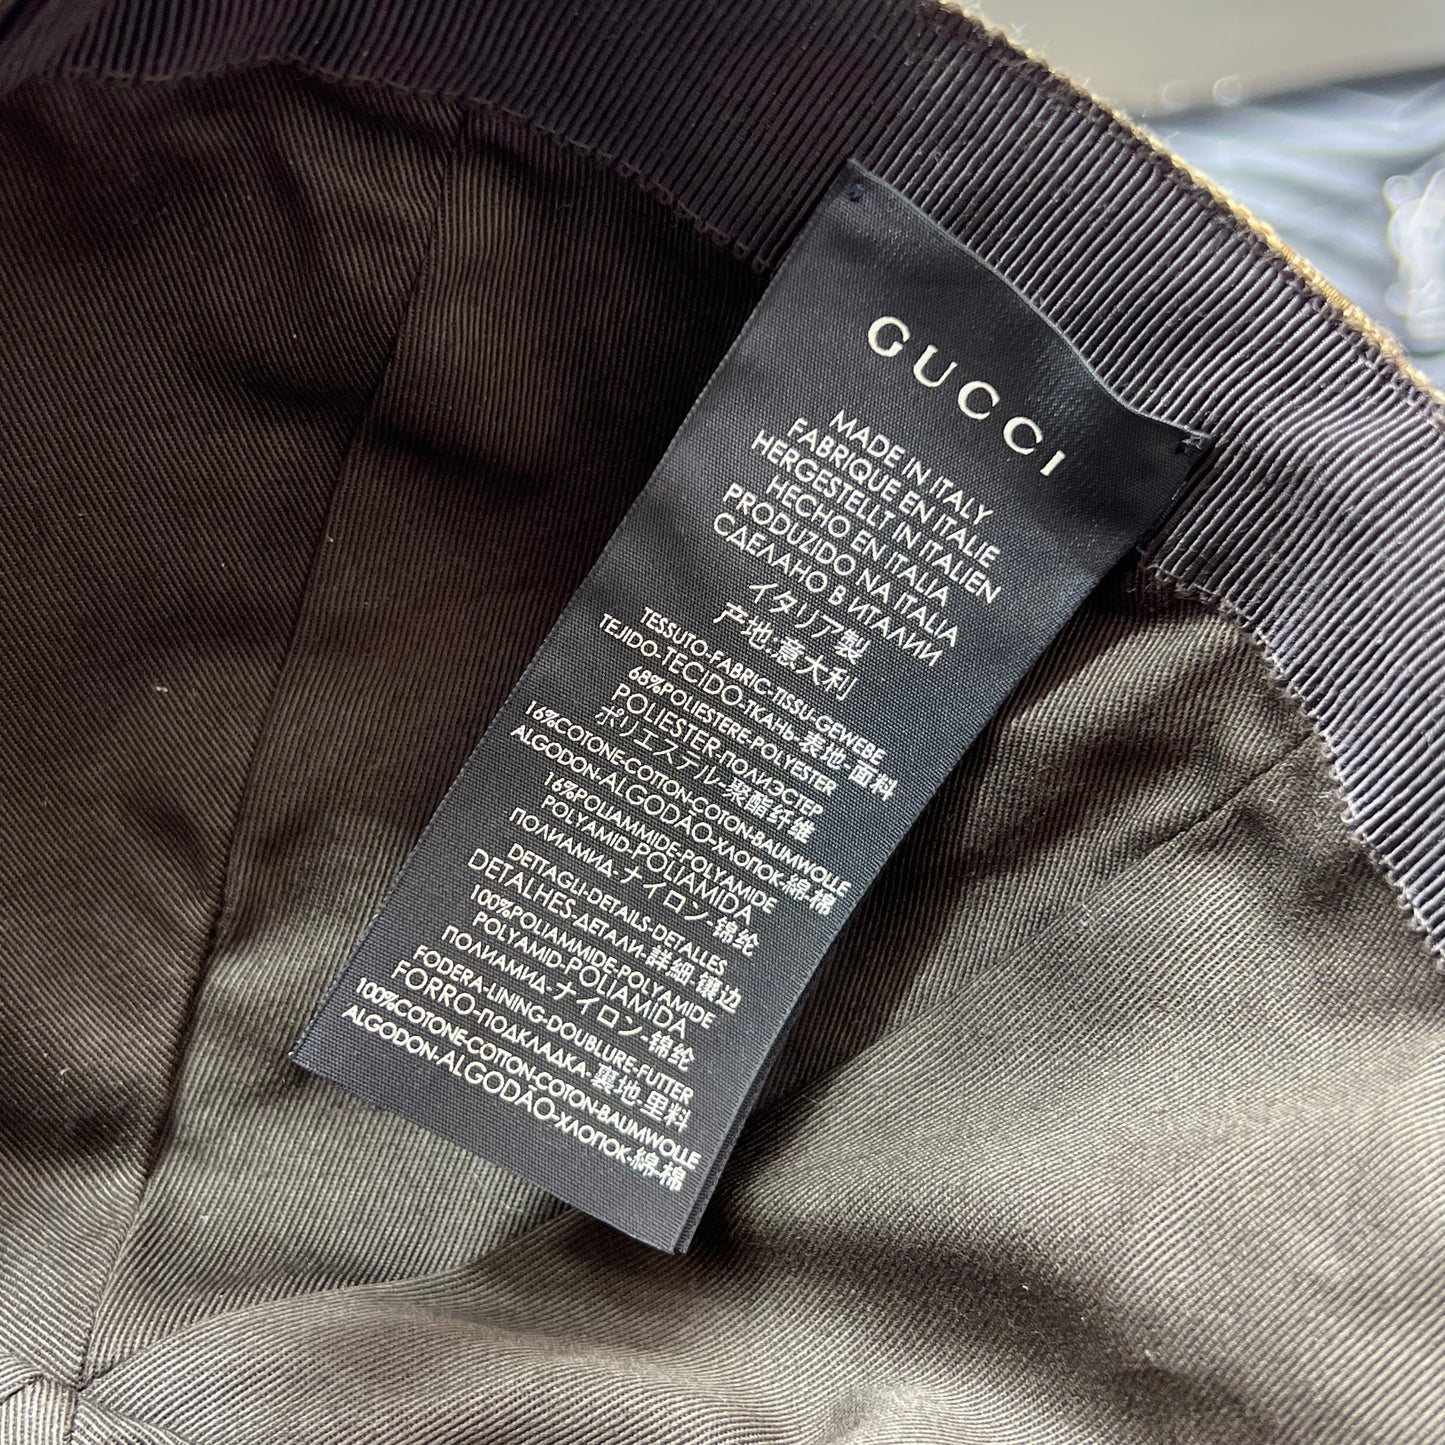 GUCCI
MADE IN ITALY
FABRIQUE EN ITALIE
HERGESTELLT IN ITALIEN
HECHO EN ITALIA
PRODUZIDO NA ITALIA
СДЕЛАНО В ИТАЛИИ
イタリア製
产地:意大利
TESSUTO-FABRIC-TISSU-GEWEBE
TEJIDO-TECIDO-ТКАНЬ-表地-面料
68%POLIESTERE-POLYESTER
POLIESTER-ПОЛИЭСТЕР
ポリエステル-聚酯纤维
16%COTONE-COTTON-COTON-BAUMWOLLE
ALGODON-ALGODÃO-ХЛОПОК-綿-棉
16%POLIAMMIDE-POLYAMIDE
POLYAMID-POLIAMIDA
ПОЛИАМИД-ナイロン-锦纶
DETTAGLI-DETAILS-DETALLES
DETALHES-ДЕТАЛИ-詳細-镶边
100%POLIAMMIDE-POLYAMIDE
POLYAMID-POLIAMIDA
ПОЛИАМИД-ナイロン-锦纶
FODERA-LINING-DOUBLURE-FUTTER
FORRO-ПОДКЛАДКА-裏地-里料
100%COTONE-COTTON-COTON-BAUMWOLLE
ALGODON-ALGODÃO-ХЛОПОК-綿-棉